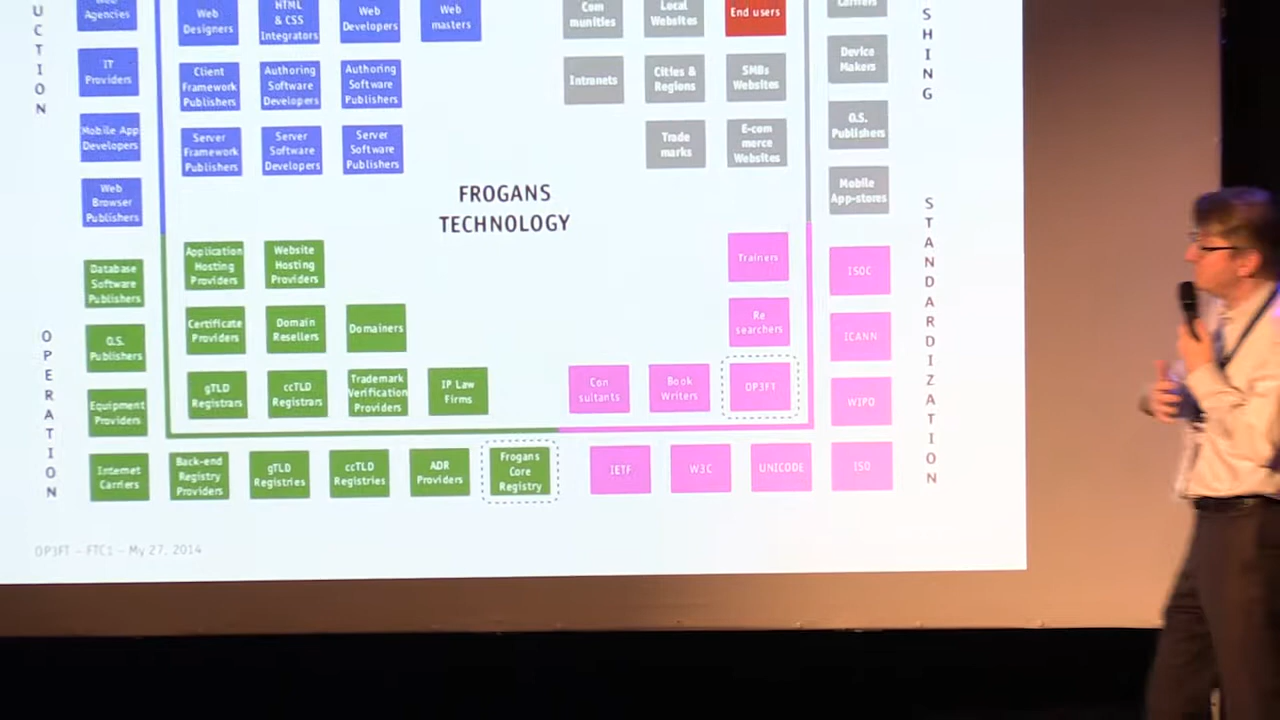 UCTION
Agencies
Web
Designers
HTML
& CSS
Integrators
Web
Developers
Web
masters
Com
munities
Local
Websites
End users
Carriers
SHING
IT
Providers
Client
Framework
Publishers
Authoring
Software
Developers
Authoring
Software
Publishers
Intranets
Cities &
Regions
SMBs
Websites
Device
Makers
Mobile App
Developers
Server
Framework
Publishers
Server
Software
Developers
Server
Software
Publishers
Trade
marks
E-com
merce
Websites
O.S.
Publishers
Web
Browser
Publishers
FROGANS
TECHNOLOGY
Mobile
App-stores
STANDARDIZATION
Database
Software
Publishers
Application
Hosting
Providers
Website
Hosting
Providers
Trainers
ISOC
OPERATION
O.S.
Publishers
Certificate
Providers
Domain
Resellers
Domainers
Re
searchers
ICANN
Equipment
Providers
gTLD
Registrars
ccTLD
Registrars
Trademark
Verification
Providers
IP Law
Firms
Con
sultants
Book
Writers
OP3FT
WIPO
Internet
Carriers
Back-end
Registry
Providers
gTLD
Registries
ccTLD
Registries
ADR
Providers
Frogans
Core
Registry
IETF
W3C
UNICODE
ISO
OP3FT – FTC1 – My 27, 2014